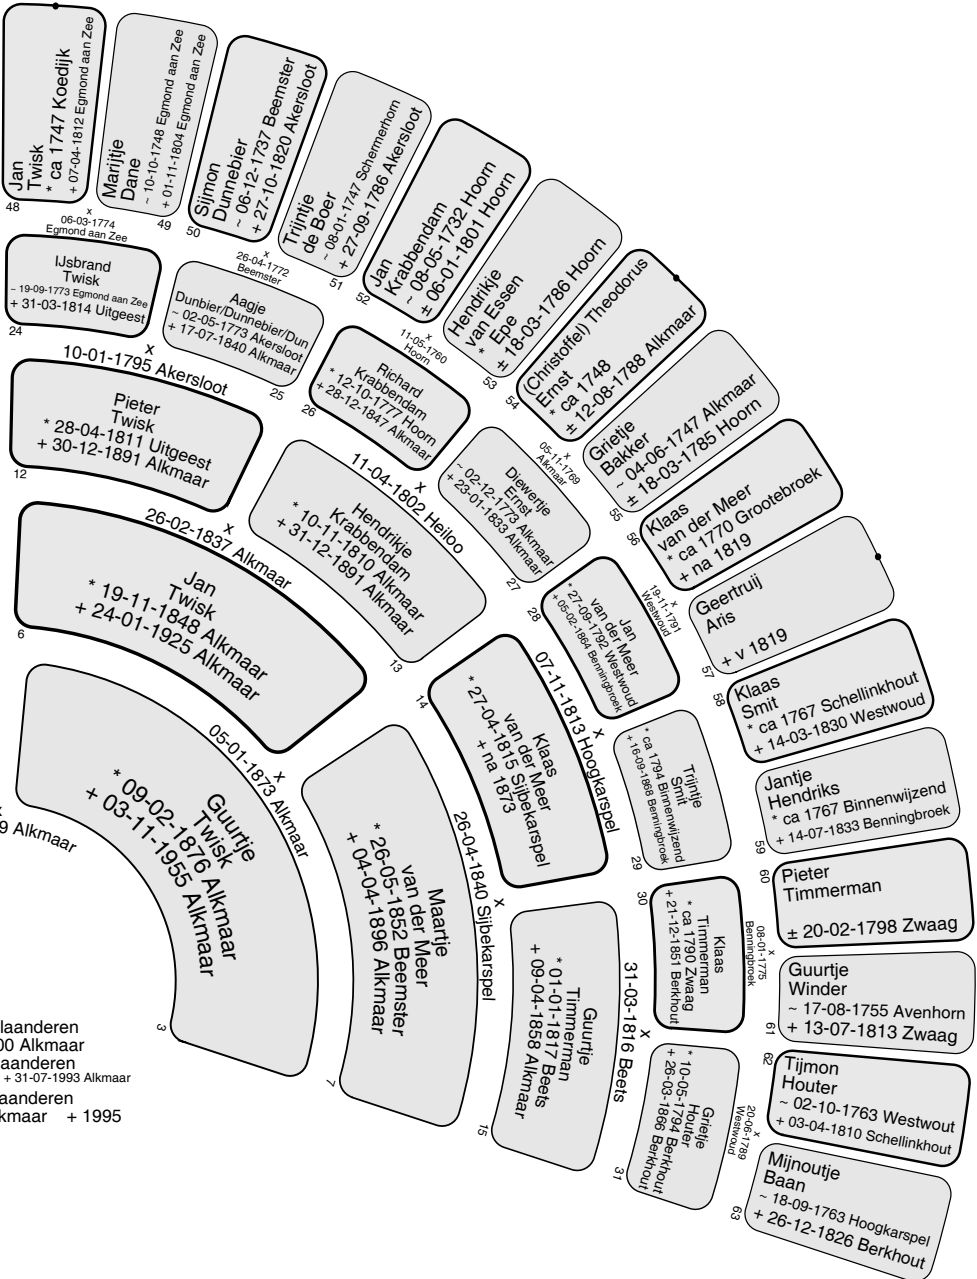 Jan
Twisk
* ca 1747 Koedijk
+ 07-04-1812 Egmond aan Zee
48
x
06-03-1774
Egmond aan Zee
Marijtje
Dane
~ 10-10-1748 Egmond aan Zee
+ 01-11-1804 Egmond aan Zee
49
Sijmon
Dunnebier
~ 06-12-1737 Beemster
+ 27-10-1820 Akersloot
50
x
26-04-1772
Beemster
Trijntje
de Boer
~ 08-01-1747 Schermerhorn
+ 27-09-1786 Akersloot
51
Jan
Krabbendam
~ 08-05-1732 Hoorn
± 06-01-1801 Hoorn
52
x
11-05-1760
Hoorn
Hendrikje
van Essen
* Epe
± 18-03-1786 Hoorn
53
(Christoffel) Theodorus
Ernst
* ca 1748
± 12-08-1788 Alkmaar
54
x
05-11-1769
Alkmaar
Grietje
Bakker
~ 04-06-1747 Alkmaar
± 18-03-1785 Hoorn
55
Klaas
van der Meer
* ca 1770 Grootebroek
+ na 1819
56
x
19-11-1791
Westwoud
Geertruij
Aris
+ v 1819
57
Klaas
Smit
* ca 1767 Schellinkhout
+ 14-03-1830 Westwoud
58
Jantje
Hendriks
* ca 1767 Binnenwijzend
+ 14-07-1833 Benningbroek
59
Pieter
Timmerman
± 20-02-1798 Zwaag
60
x
08-01-1775
Benningbroek
Guurtje
Winder
~ 17-08-1755 Avenhorn
+ 13-07-1813 Zwaag
61
Tijmon
Houter
~ 02-10-1763 Westwout
+ 03-04-1810 Schellinkhout
62
x
20-06-1789
Westwoud
Mijnoutje
Baan
~ 18-09-1763 Hoogkarspel
+ 26-12-1826 Berkhout
63
IJsbrand
Twisk
~ 19-09-1773 Egmond aan Zee
+ 31-03-1814 Uitgeest
24
x
10-01-1795 Akersloot
Aagje
Dunbier/Dunnebier/Dun
~ 02-05-1773 Akersloot
+ 17-07-1840 Alkmaar
25
Richard
Krabbendam
* 12-10-1777 Hoorn
+ 28-12-1847 Alkmaar
26
x
11-04-1802 Heiloo
Diewertje
Ernst
~ 02-12-1773 Alkmaar
+ 23-01-1833 Alkmaar
27
Jan
van der Meer
* 27-09-1792 Westwoud
+ 05-02-1864 Benningbroek
28
x
07-11-1813 Hoogkarspel
Trijntje
Smit
* ca 1794 Binnenwijzend
+ 16-09-1868 Benningbroek
29
Klaas
Timmerman
* ca 1790 Zwaag
+ 21-12-1851 Berkhout
30
x
31-03-1816 Beets
Grietje
Houter
* 10-05-1794 Berkhout
+ 26-03-1866 Berkhout
31
Pieter
Twisk
* 28-04-1811 Uitgeest
+ 30-12-1891 Alkmaar
12
x
26-02-1837 Alkmaar
Hendrikje
Krabbendam
* 10-11-1810 Alkmaar
+ 31-12-1891 Alkmaar
13
Klaas
van der Meer
* 27-04-1815 Sijbekarspel
+ na 1873
14
x
26-04-1840 Sijbekarspel
Guurtje
Timmerman
* 01-01-1817 Beets
+ 09-04-1858 Alkmaar
15
Jan
Twisk
* 19-11-1848 Alkmaar
+ 24-01-1925 Alkmaar
6
x
05-01-1873 Alkmaar
Maartje
van der Meer
* 26-05-1852 Beemster
+ 04-04-1896 Alkmaar
7
Guurtje
Twisk
* 09-02-1876 Alkmaar
+ 03-11-1955 Alkmaar
3
9 Alkmaar
laanderen
00 Alkmaar
laanderen
+ 31-07-1993 Alkmaar
laanderen
kmaar + 1995